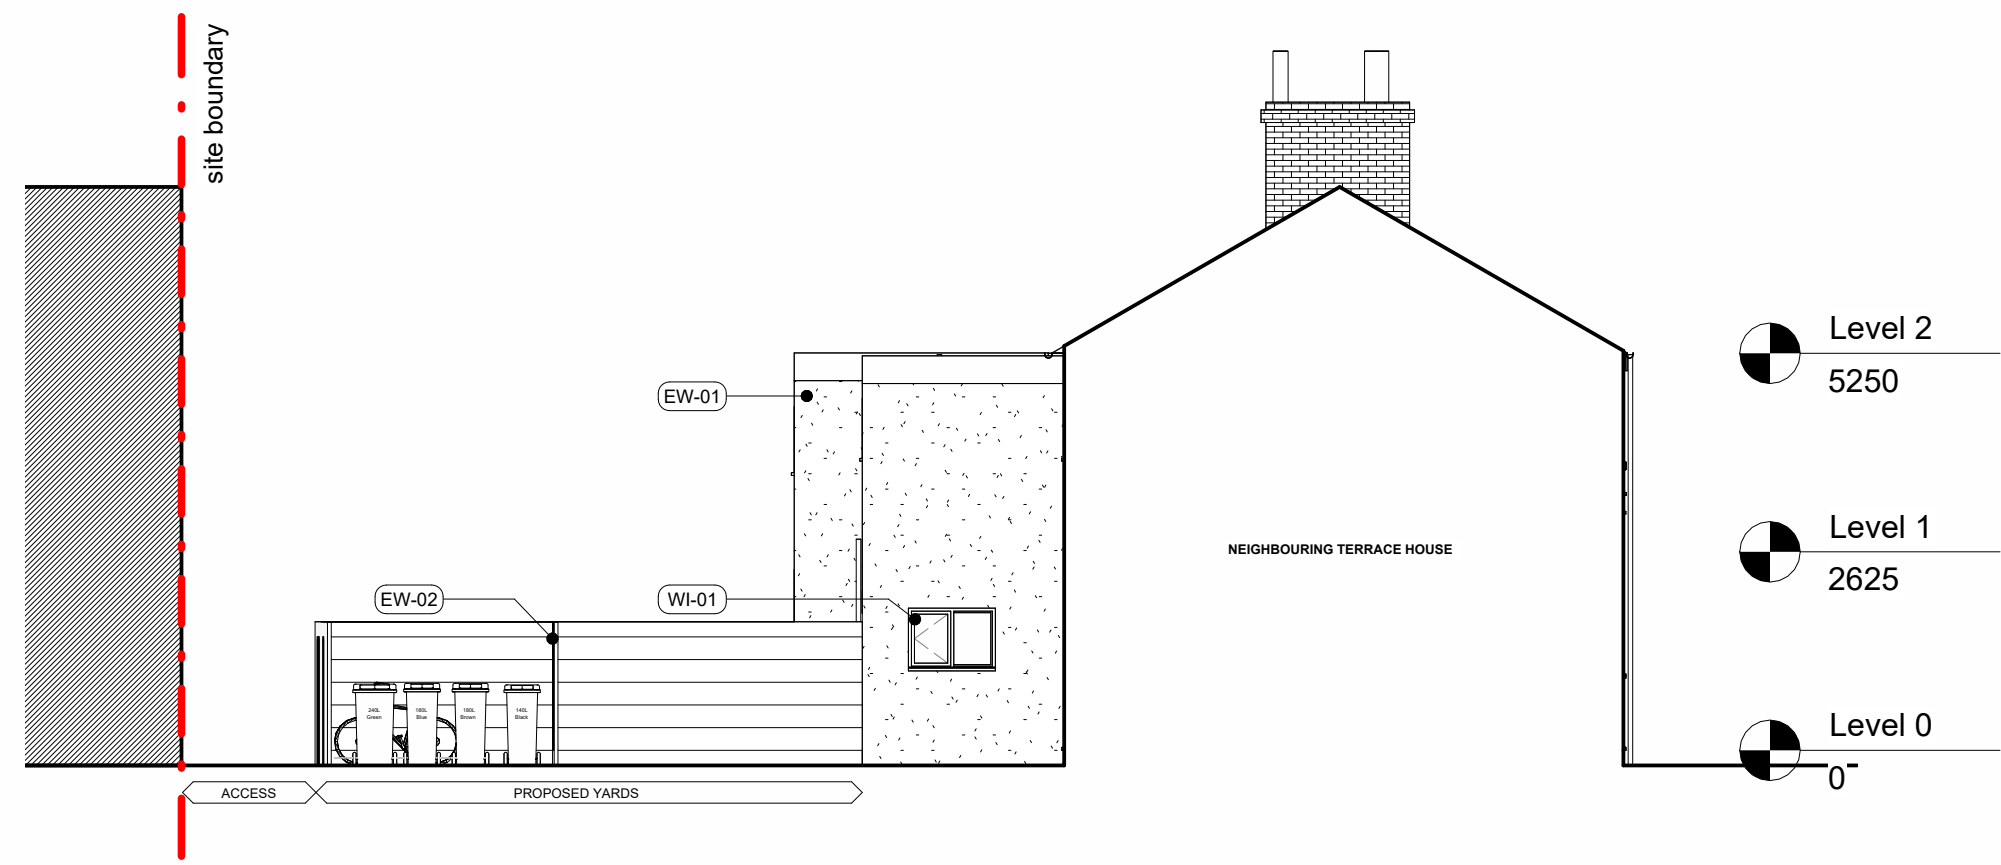 site boundary
Level 2
5250
EW-01
Level 1
2625
NEIGHBOURING TERRACE HOUSE
EW-02
WI-01
240L
Green
180L
Blue
180L
Brown
140L
Black
Level 0
0
ACCESS
PROPOSED YARDS